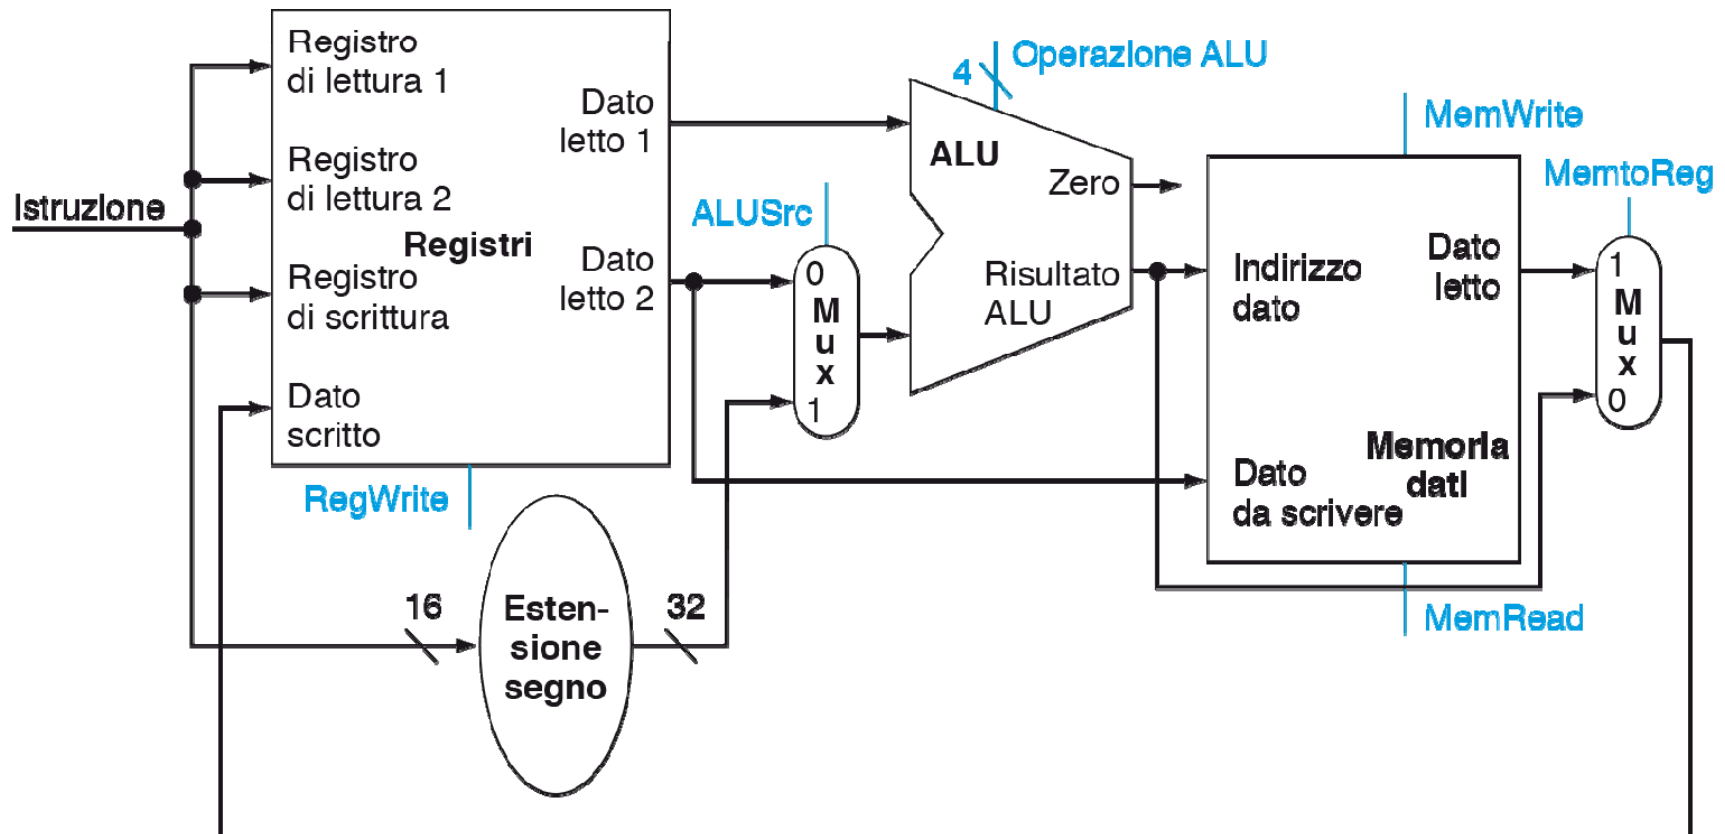 Istruzione
Registro
di lettura 1
Registro
di lettura 2
Registri
Registro
di scrittura
Dato
scritto
Dato
letto 1
Dato
letto 2
RegWrite
16
Esten-
sione
segno
32
ALUSrc
0
Mux
1
4
Operazione ALU
ALU
Zero
Risultato
ALU
MemWrite
Indirizzo
dato
Dato
letto
Dato
da scrivere
Memoria
dati
MemRead
MemtoReg
1
Mux
0